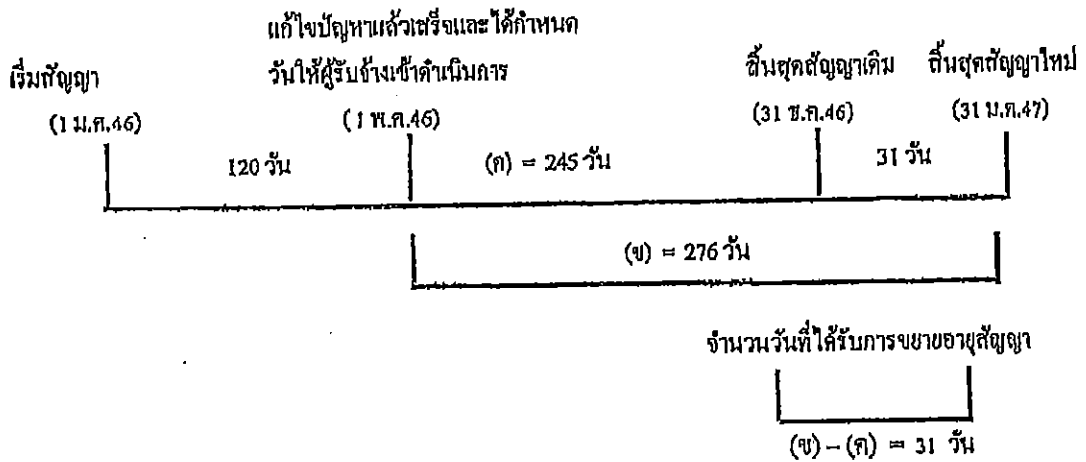 แก้ไขปัญหาแล้วเสร็จและได้กำหนด
วันให้ผู้รับจ้างเข้าดำเนินการ
เริ่มสัญญา
สิ้นสุดสัญญาเดิม
สิ้นสุดสัญญาใหม่
(1 ม.ค.46)
(1 พ.ค.46)
(31 ธ.ค.46)
(31 ม.ค.47)
120 วัน
(ค) = 245 วัน
31 วัน
(ข) = 276 วัน
จำนวนวันที่ได้รับการขยายอายุสัญญา
(ข) – (ค) = 31 วัน